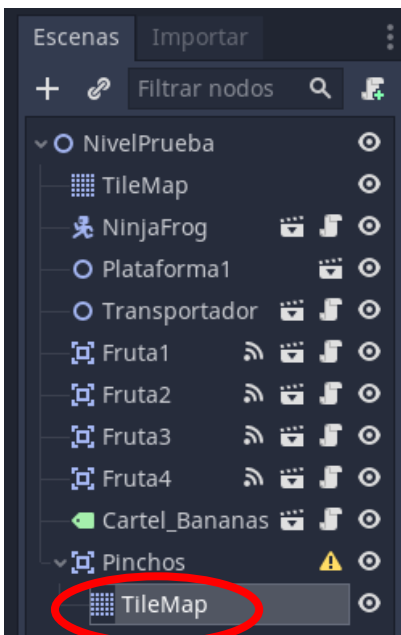 Escenas Importar
Filtrar nodos
NivelPrueba
TileMap
NinjaFrog
Plataforma1
Transportador
Fruta1
Fruta2
Fruta3
Fruta4
Cartel_Bananas
Pinchos
TileMap